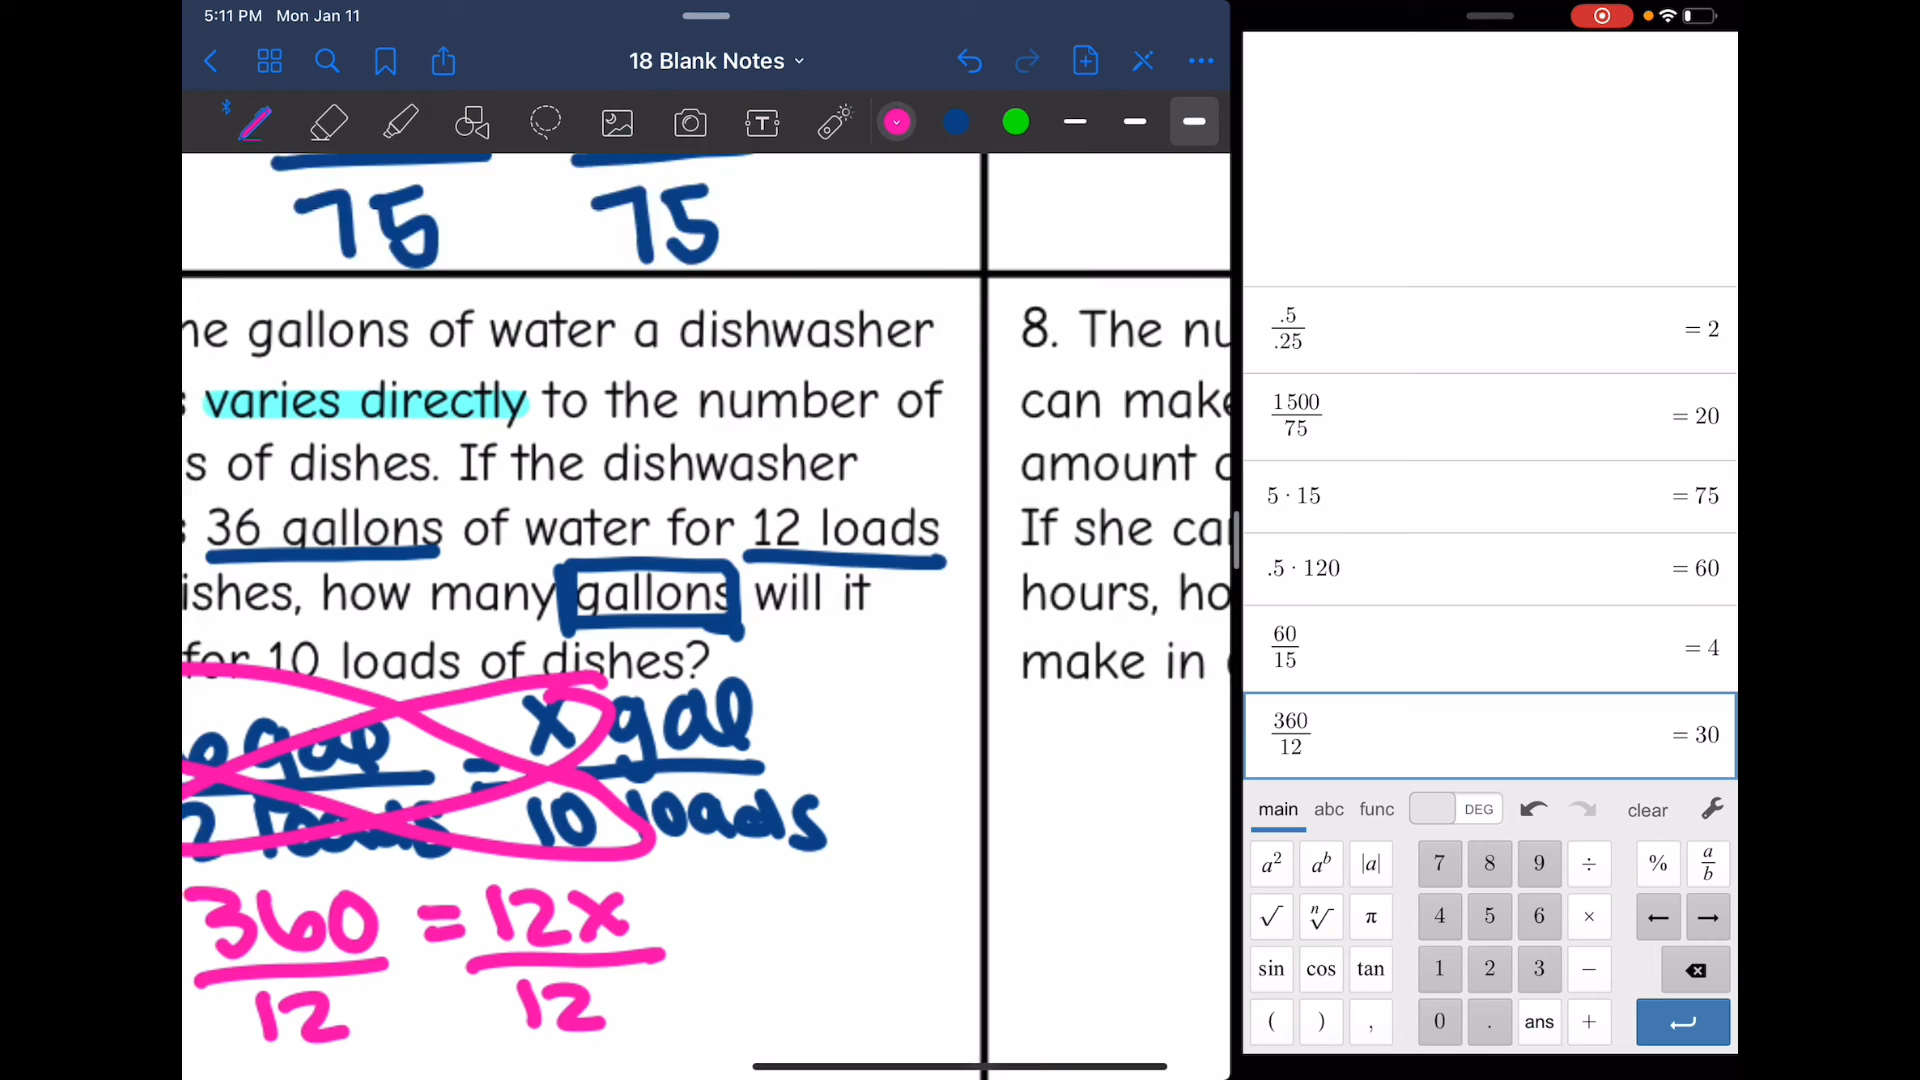 5:11 PM Mon Jan 11
18 Blank Notes
75 75
he gallons of water a dishwasher
s varies directly to the number of
s of dishes. If the dishwasher
s 36 gallons of water for 12 loads
ishes, how many gallons will it
for 10 loads of dishes?
gal = x gal
2 loads 10 loads
360 = 12x
12 12
8. The nu
can make
amount o
If she ca
hours, ho
make in
.5
.25
= 2
1500
75
= 20
5 · 15 = 75
.5 · 120 = 60
60
15
= 4
360
12
= 30
main abc func DEG clear
a² aᵇ |a| 7 8 9 ÷ % a/b
√ ⁿ√ π 4 5 6 × ← →
sin cos tan 1 2 3 −
( ) , 0 . ans +